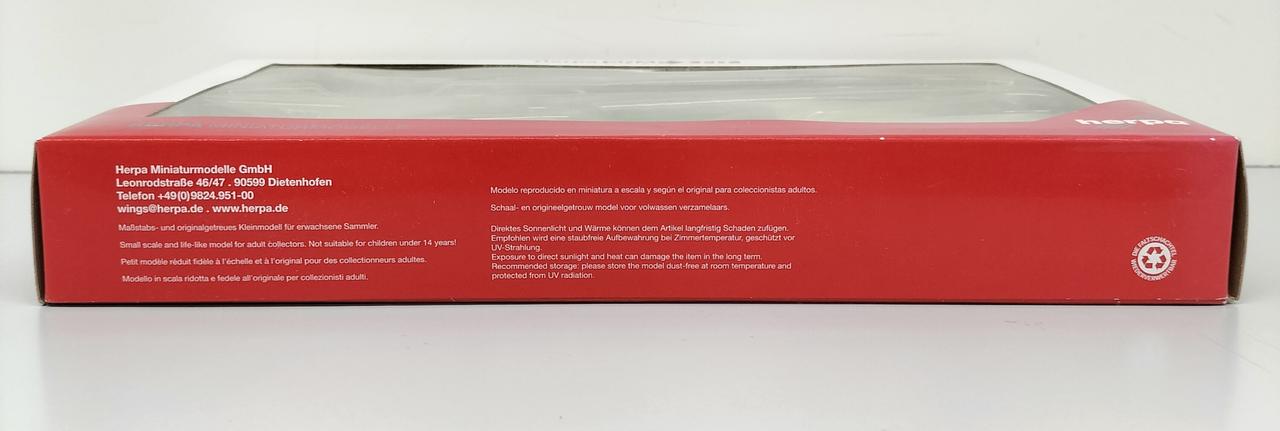 herpa
Herpa Miniaturmodelle GmbH
Leonrodstraße 46/47 . 90599 Dietenhofen
Telefon +49(0)9824.951-00
wings@herpa.de . www.herpa.de
Maßstabs- und originalgetreues Kleinmodell für erwachsene Sammler.
Small scale and life-like model for adult collectors. Not suitable for children under 14 years!
Petit modèle réduit fidèle à l'échelle et à l'original pour des collectionneurs adultes.
Modello in scala ridotta e fedele all'originale per collezionisti adulti.
Modelo reproducido en miniatura a escala y según el original para coleccionistas adultos.
Schaal- en origineelgetrouw model voor volwassen verzamelaars.
Direktes Sonnenlicht und Wärme können dem Artikel langfristig Schaden zufügen.
Empfohlen wird eine staubfreie Aufbewahrung bei Zimmertemperatur, geschützt vor
UV-Strahlung.
Exposure to direct sunlight and heat can damage the item in the long term.
Recommended storage: please store the model dust-free at room temperature and
protected from UV radiation.
DIE FALTSCHACHTEL
WIEDERVERWERTBAR